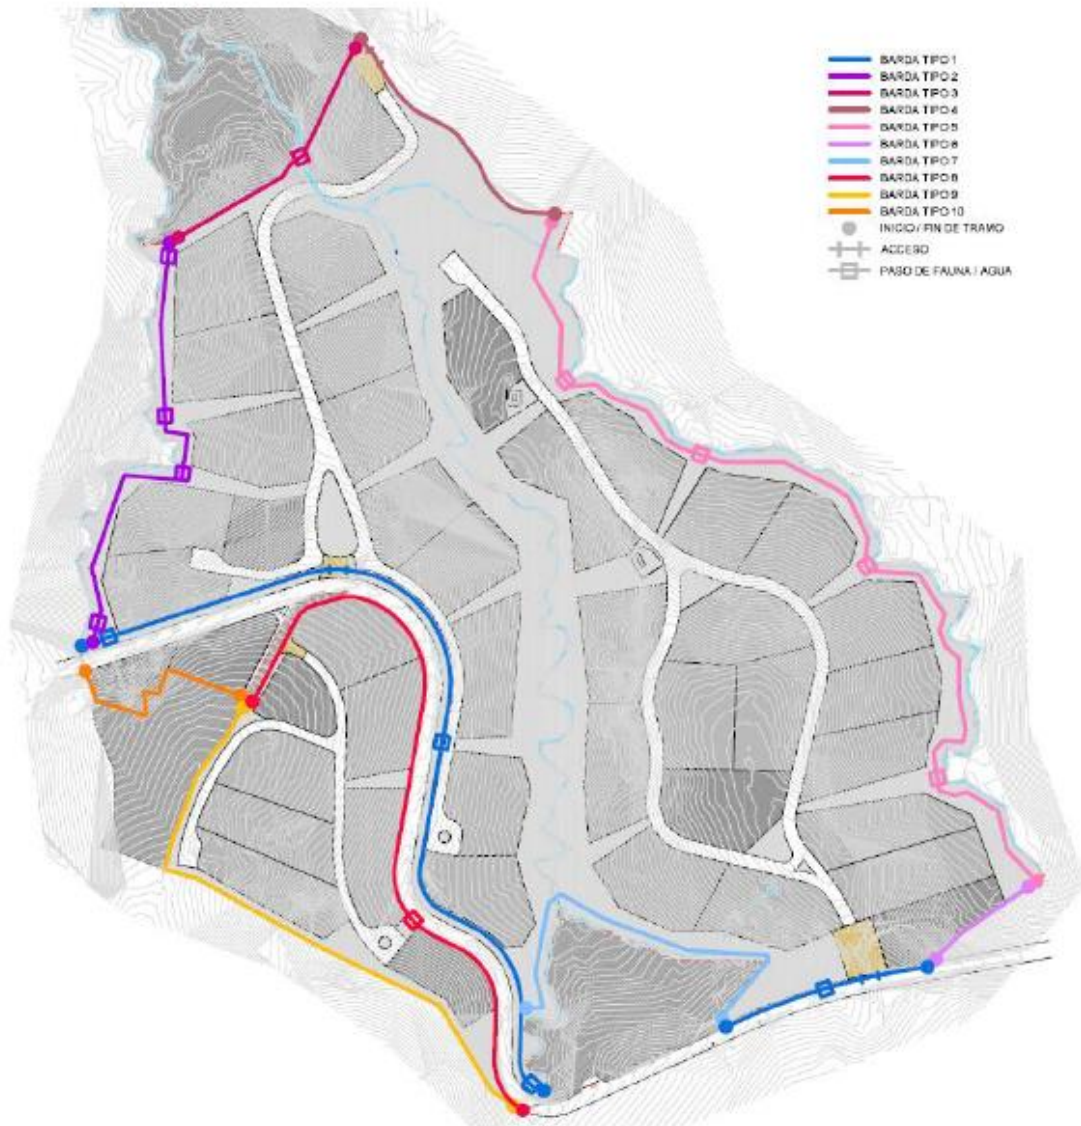 BARDA TIPO 1
BARDA TIPO 2
BARDA TIPO 3
BARDA TIPO 4
BARDA TIPO 5
BARDA TIPO 6
BARDA TIPO 7
BARDA TIPO 8
BARDA TIPO 9
BARDA TIPO 10
INICIO / FIN DE TRAMO
ACCESO
PASO DE FAUNA / AGUA